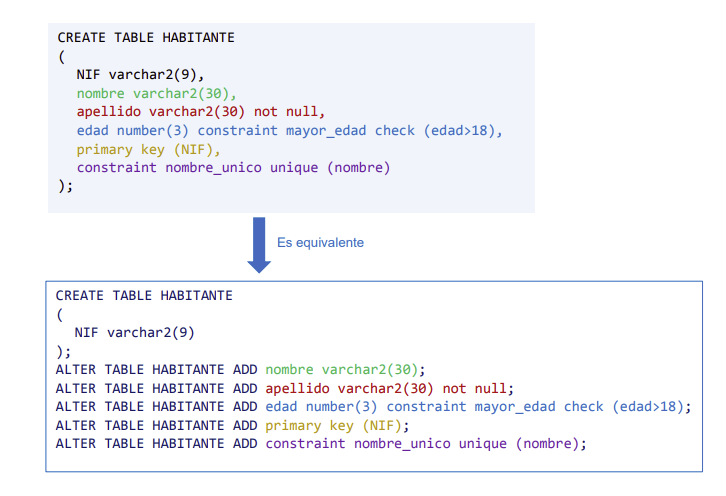 CREATE TABLE HABITANTE
(
NIF varchar2(9),
nombre varchar2(30),
apellido varchar2(30) not null,
edad number(3) constraint mayor_edad check (edad>18),
primary key (NIF),
constraint nombre_unico unique (nombre)
);
Es equivalente
CREATE TABLE HABITANTE
(
NIF varchar2(9)
);
ALTER TABLE HABITANTE ADD nombre varchar2(30);
ALTER TABLE HABITANTE ADD apellido varchar2(30) not null;
ALTER TABLE HABITANTE ADD edad number(3) constraint mayor_edad check (edad>18);
ALTER TABLE HABITANTE ADD primary key (NIF);
ALTER TABLE HABITANTE ADD constraint nombre_unico unique (nombre);